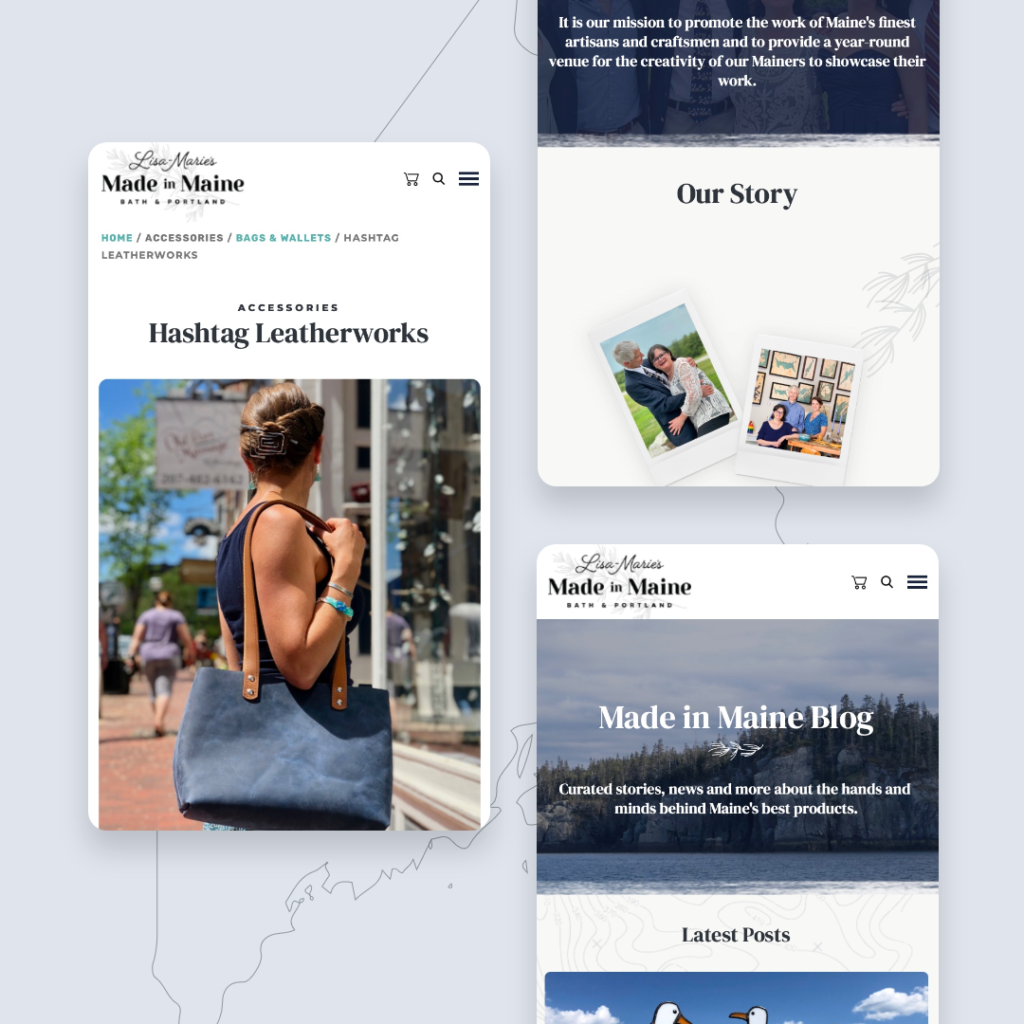 Lisa-Marie's
Made in Maine
BATH & PORTLAND
HOME / ACCESSORIES / BAGS & WALLETS / HASHTAG
LEATHERWORKS
ACCESSORIES
Hashtag Leatherworks
It is our mission to promote the work of Maine's finest
artisans and craftsmen and to provide a year-round
venue for the creativity of our Mainers to showcase their
work.
Our Story
Lisa-Marie's
Made in Maine
BATH & PORTLAND
Made in Maine Blog
Curated stories, news and more about the hands and
minds behind Maine's best products.
Latest Posts